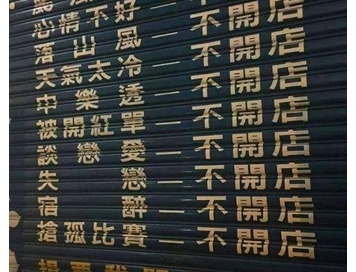 心情不好—不開店
落山風—不開店
天氣太冷—不開店
中樂透—不開店
被開紅單—不開店
談戀愛—不開店
失戀—不開店
宿醉—不開店
搶孤比賽—不開店